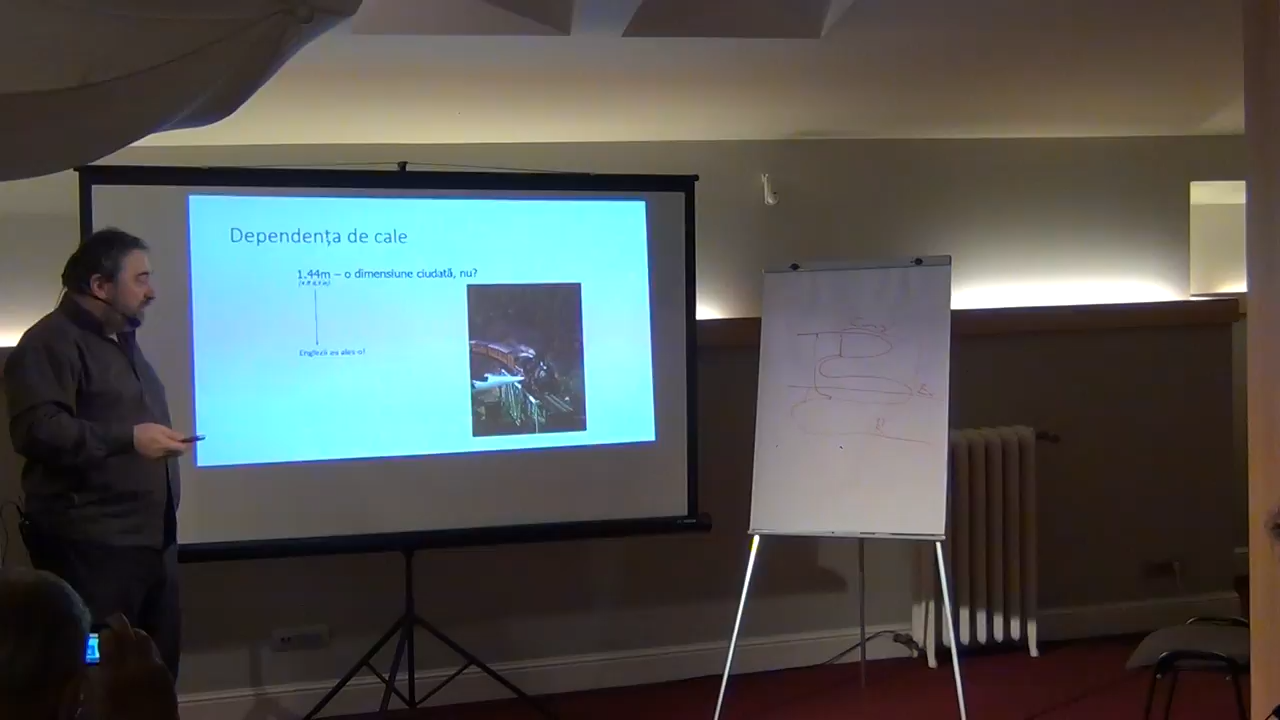 Dependența de cale
1.44m – o dimensiune ciudată, nu?
Englezii au ales-o!